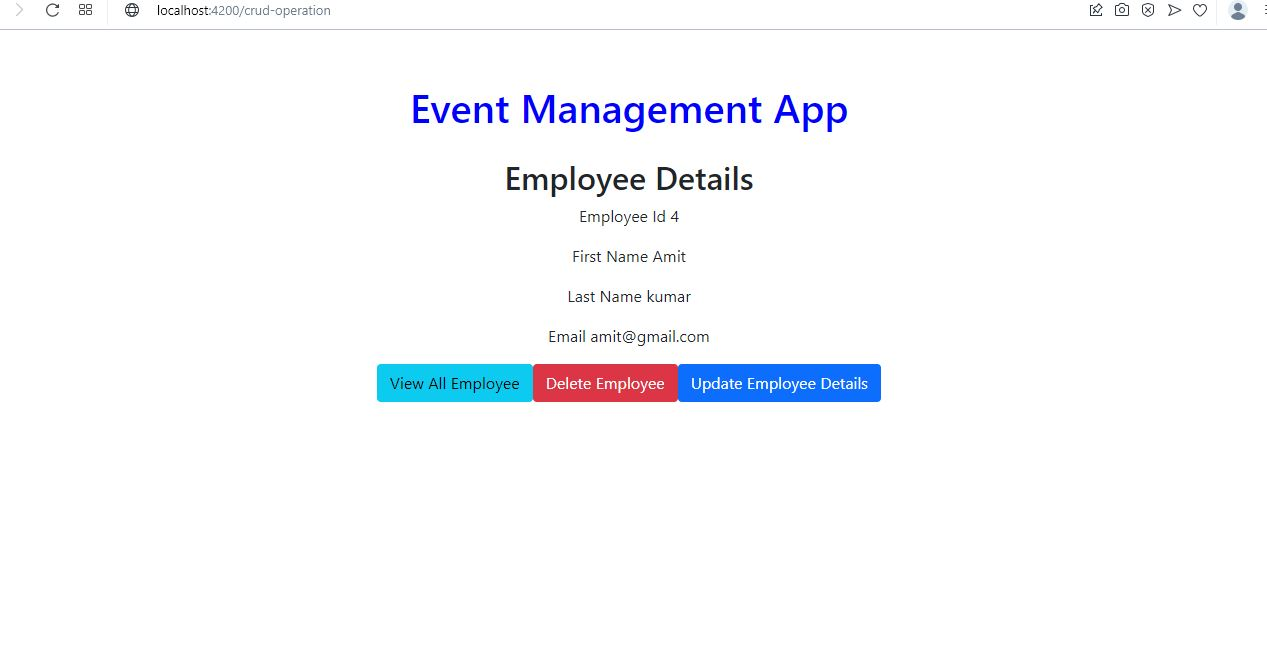 localhost:4200/crud-operation
Event Management App
Employee Details
Employee Id 4
First Name Amit
Last Name kumar
Email amit@gmail.com
View All Employee Delete Employee Update Employee Details